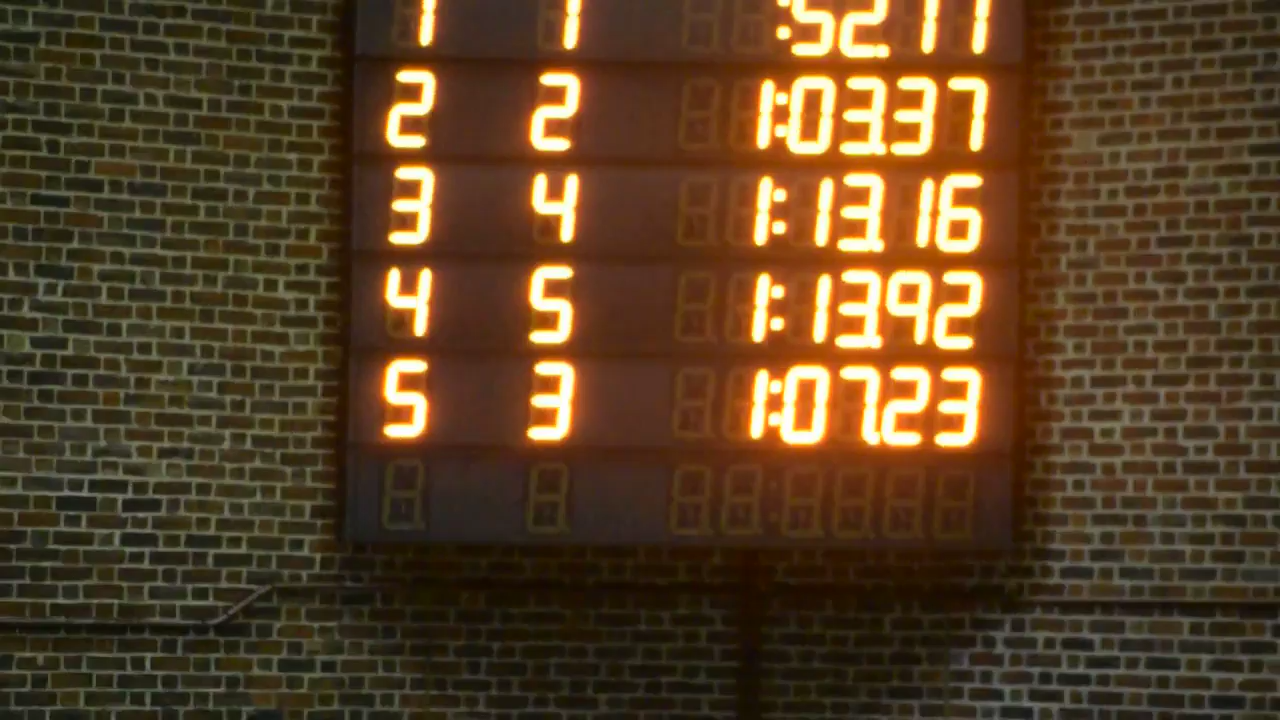 1 1 :52.11
2 2 1:03.37
3 4 1:13.16
4 5 1:13.92
5 3 1:07.23